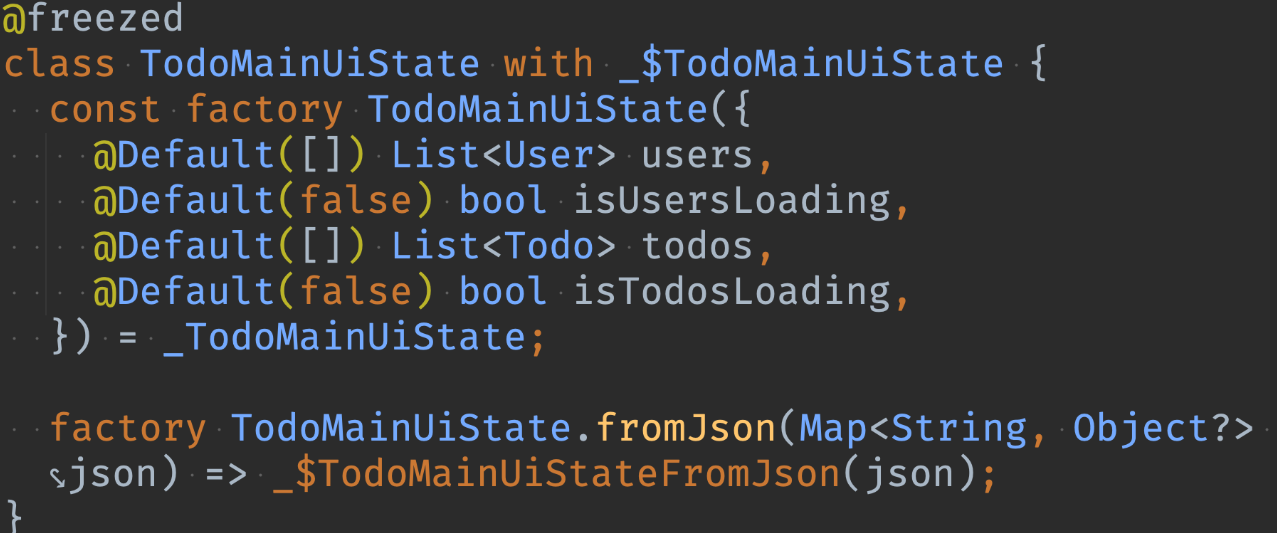 @freezed
class TodoMainUiState with _$TodoMainUiState {
  const factory TodoMainUiState({
    @Default([]) List<User> users,
    @Default(false) bool isUsersLoading,
    @Default([]) List<Todo> todos,
    @Default(false) bool isTodosLoading,
  }) = _TodoMainUiState;

  factory TodoMainUiState.fromJson(Map<String, Object?>
  json) => _$TodoMainUiStateFromJson(json);
}